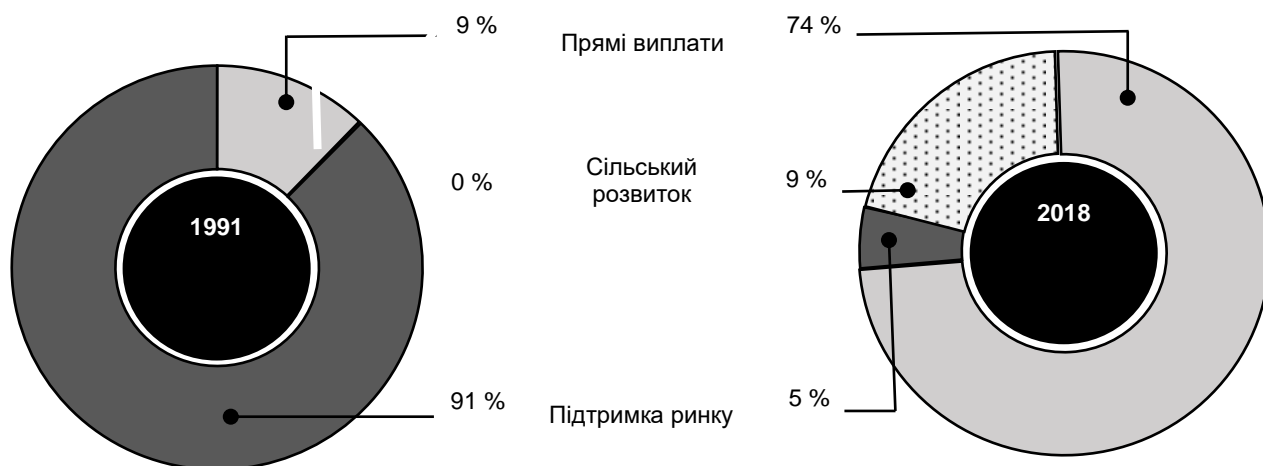 9 %
Прямі виплати
74 %
0 %
Сільський
розвиток
9 %
1991
2018
91 %
Підтримка ринку
5 %